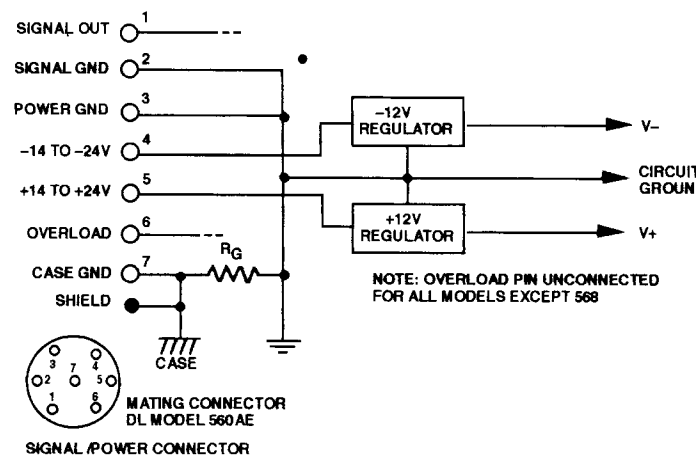 SIGNAL OUT 1
SIGNAL GND 2
POWER GND 3
-14 TO -24V 4
+14 TO +24V 5
OVERLOAD 6
CASE GND 7
SHIELD
RG
CASE
-12V
REGULATOR
V-
CIRCUIT
GROUN
+12V
REGULATOR
V+
NOTE: OVERLOAD PIN UNCONNECTED
FOR ALL MODELS EXCEPT 568
3 4
2 7 5
1 6
MATING CONNECTOR
DL MODEL 560AE
SIGNAL/POWER CONNECTOR